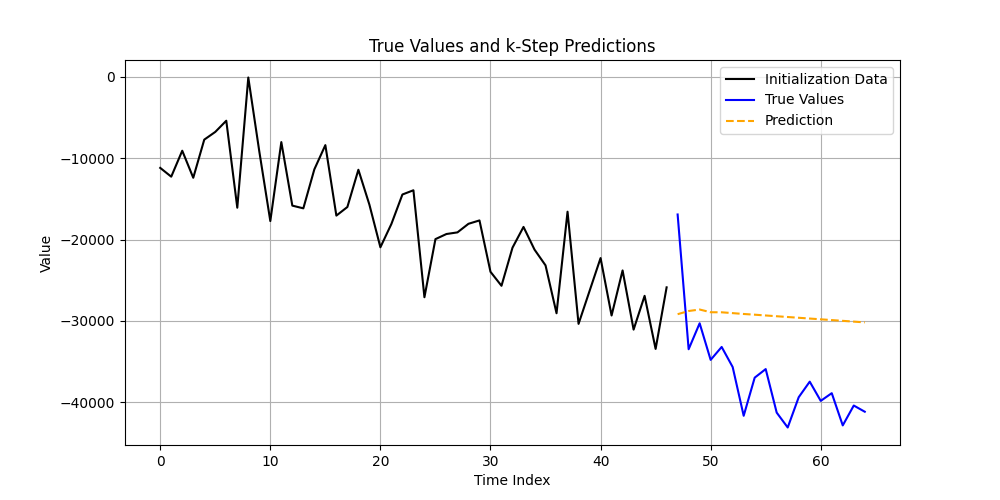 True Values and k-Step Predictions
Initialization Data
True Values
Prediction
Value
0
−10000
−20000
−30000
−40000
0
10
20
30
40
50
60
Time Index